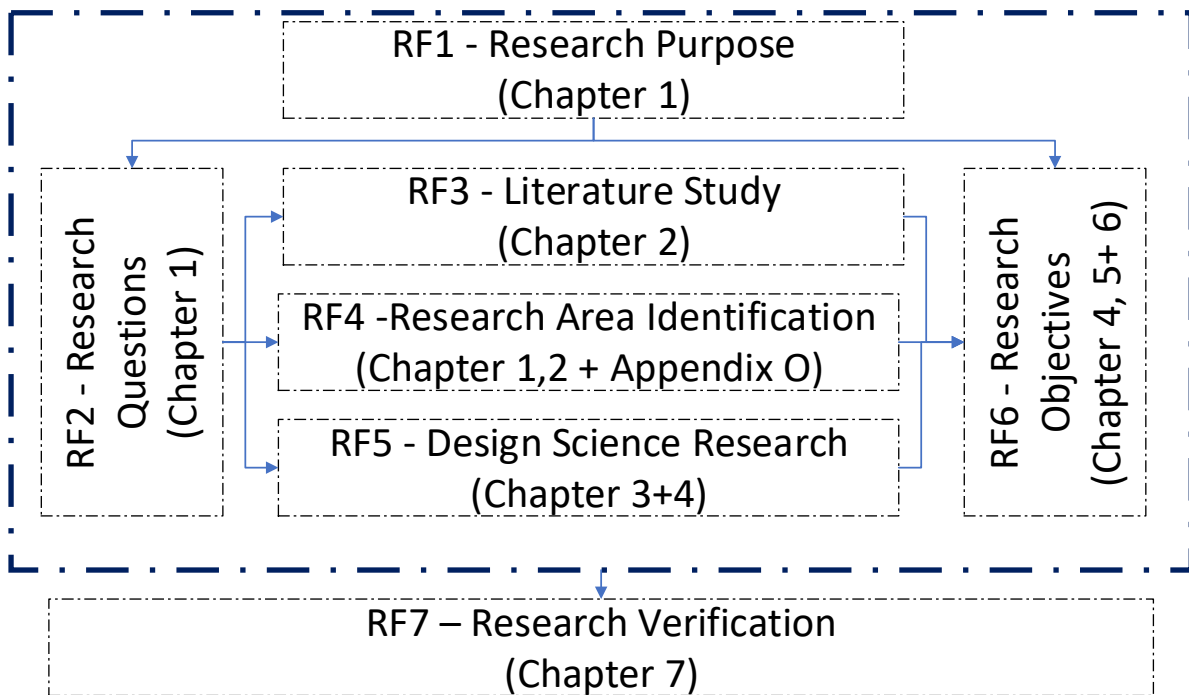 RF1 - Research Purpose
(Chapter 1)
RF2 - Research
Questions
(Chapter 1)
RF3 - Literature Study
(Chapter 2)
RF4 -Research Area Identification
(Chapter 1,2 + Appendix O)
RF5 - Design Science Research
(Chapter 3+4)
RF6 - Research
Objectives
(Chapter 4, 5+ 6)
RF7 – Research Verification
(Chapter 7)